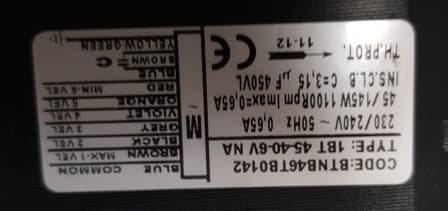 CODE:BTNB46TB0142
TYPE: 1BT 45-40-6V NA
230/240V ~ 50Hz 0,65A
45/145W 1100Rpm Imax=0,65A
INS.CL.B C=3,15 µF 450VL
TH.PROT. 11-12 CE
M
~
BLUE COMMON
BROWN MAX-1 VEL
BLACK 2 VEL
GREY 3 VEL
VIOLET 4 VEL
ORANGE 5 VEL
RED MIN-6 VEL
BLUE
BROWN C
YELLOW GREEN